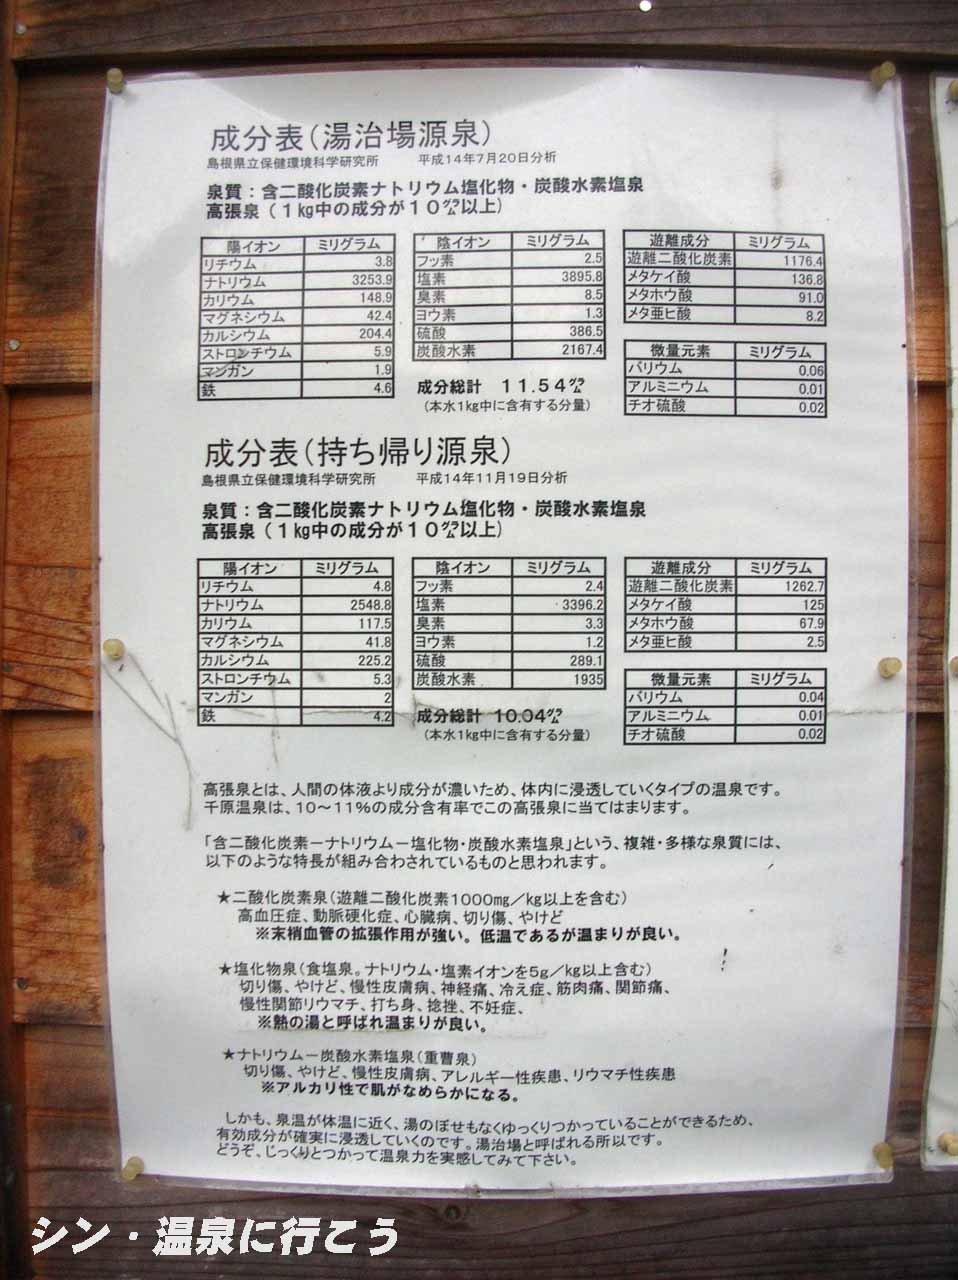 成分表(湯治場源泉)
島根県立保健環境科学研究所 平成14年7月20日分析
泉質:含二酸化炭素ナトリウム塩化物・炭酸水素塩泉
高張泉(1㎏中の成分が10㌘以上)
陽イオン ミリグラム
リチウム 3.8
ナトリウム 3253.9
カリウム 148.9
マグネシウム 42.4
カルシウム 204.4
ストロンチウム 5.9
マンガン 1.9
鉄 4.6
陰イオン ミリグラム
フッ素 2.5
塩素 3895.8
臭素 8.5
ヨウ素 1.3
硫酸 386.5
炭酸水素 2167.4
成分総計 11.54㌘
(本水1kg中に含有する分量)
遊離成分 ミリグラム
遊離二酸化炭素 1176.4
メタケイ酸 136.8
メタホウ酸 91.0
メタ亜ヒ酸 8.2
微量元素 ミリグラム
バリウム 0.06
アルミニウム 0.01
チオ硫酸 0.02
成分表(持ち帰り源泉)
島根県立保健環境科学研究所 平成14年11月19日分析
泉質:含二酸化炭素ナトリウム塩化物・炭酸水素塩泉
高張泉(1㎏中の成分が10㌘以上)
陽イオン ミリグラム
リチウム 4.8
ナトリウム 2548.8
カリウム 117.5
マグネシウム 41.8
カルシウム 225.2
ストロンチウム 5.3
マンガン 2
鉄 4.2
陰イオン ミリグラム
フッ素 2.4
塩素 3396.2
臭素 3.3
ヨウ素 1.2
硫酸 289.1
炭酸水素 1935
成分総計 10.04㌘
(本水1kg中に含有する分量)
遊離成分 ミリグラム
遊離二酸化炭素 1262.7
メタケイ酸 125
メタホウ酸 67.9
メタ亜ヒ酸 2.5
微量元素 ミリグラム
バリウム 0.04
アルミニウム 0.01
チオ硫酸 0.02
高張泉とは、人間の体液より成分が濃いため、体内に浸透していくタイプの温泉です。
千原温泉は、10～11%の成分含有率でこの高張泉に当てはまります。
「含二酸化炭素－ナトリウム－塩化物・炭酸水素塩泉」という、複雑・多様な泉質には、
以下のような特長が組み合わされているものと思われます。
★二酸化炭素泉(遊離二酸化炭素1000㎎/kg以上を含む)
高血圧症、動脈硬化症、心臓病、切り傷、やけど
※末梢血管の拡張作用が強い。低温であるが温まりが良い。
★塩化物泉(食塩泉。ナトリウム・塩素イオンを5g/kg以上含む)
切り傷、やけど、慢性皮膚病、神経痛、冷え症、筋肉痛、関節痛、
慢性関節リウマチ、打ち身、捻挫、不妊症、
※熱の湯と呼ばれ温まりが良い。
★ナトリウム－炭酸水素塩泉(重曹泉)
切り傷、やけど、慢性皮膚病、アレルギー性疾患、リウマチ性疾患
※アルカリ性で肌がなめらかになる。
しかも、泉温が体温に近く、湯のぼせもなくゆっくりつかっていることができるため、
有効成分が確実に浸透していくのです。湯治場と呼ばれる所以です。
どうぞ、じっくりとつかって温泉力を実感してみて下さい。
シン・温泉に行こう